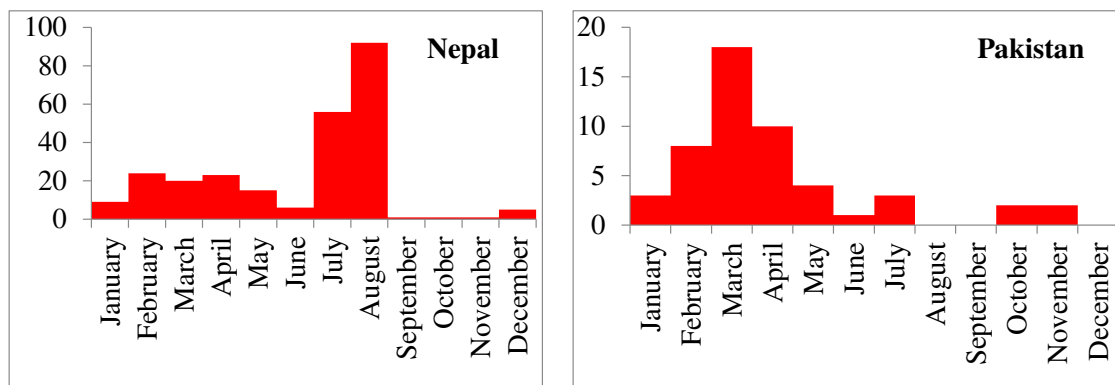 Nepal
100
80
60
40
20
0
January
February
March
April
May
June
July
August
September
October
November
December
Pakistan
20
15
10
5
0
January
February
March
April
May
June
July
August
September
October
November
December